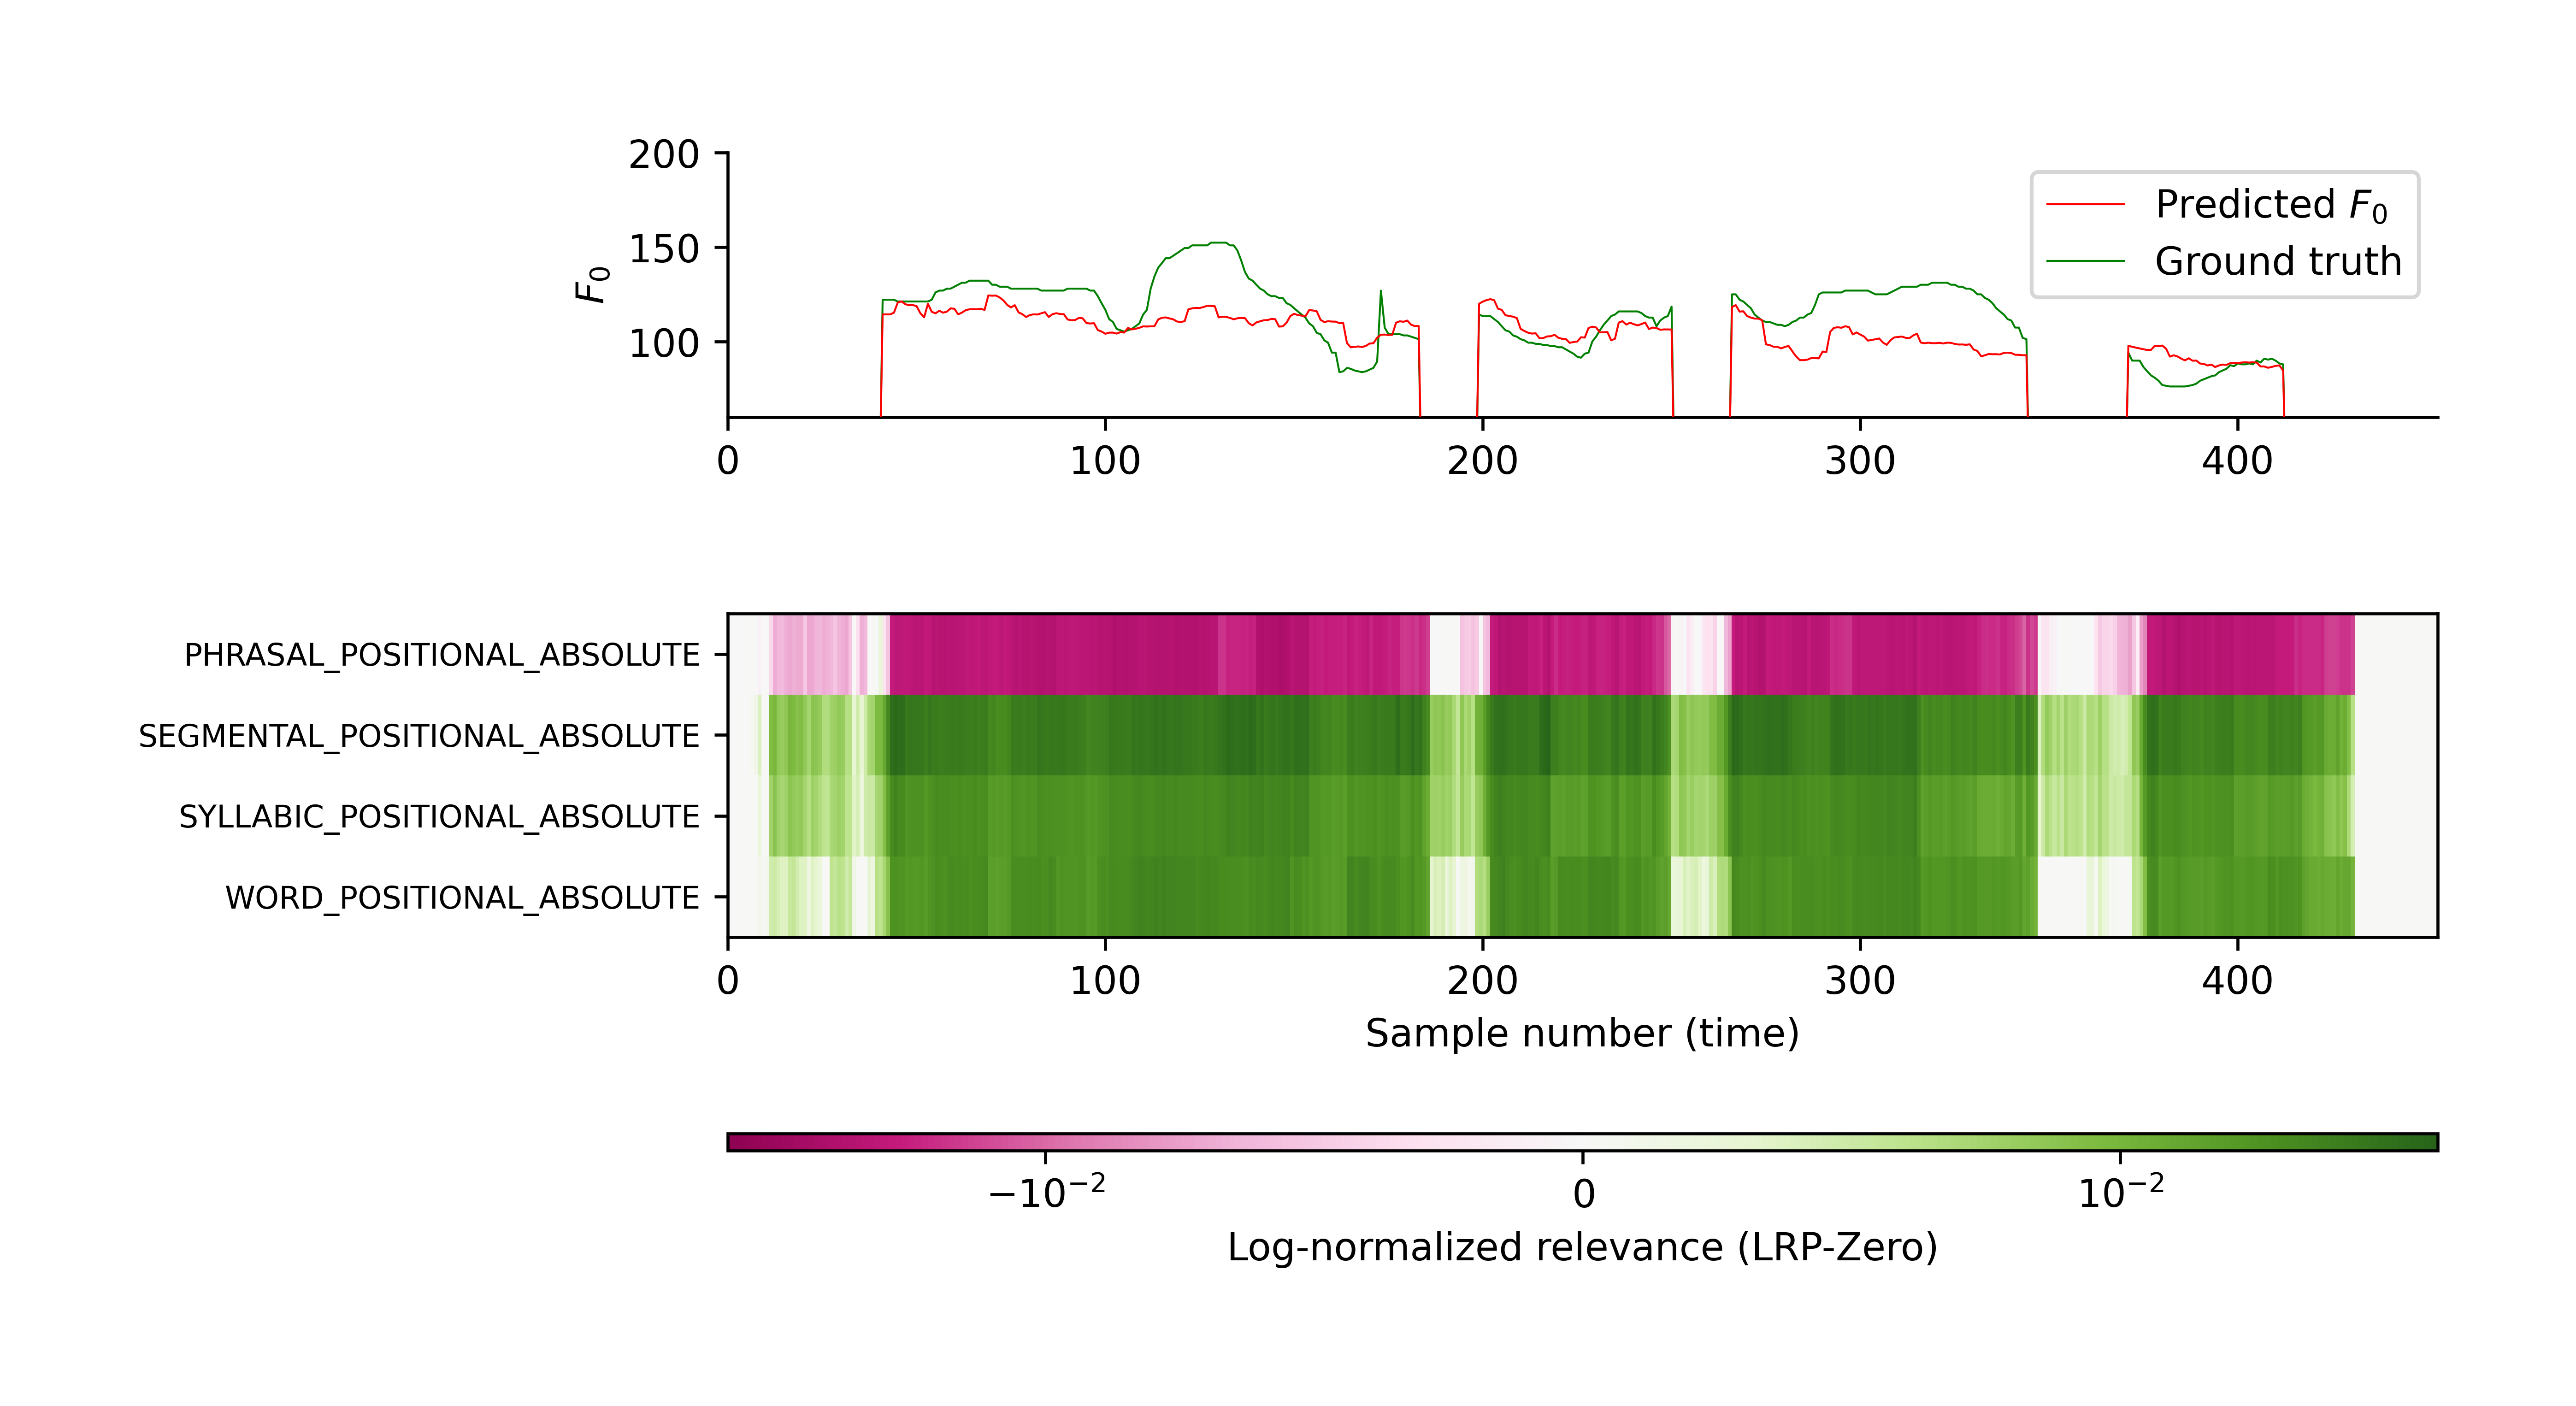 200
150
100
F₀
Predicted F₀
Ground truth
0 100 200 300 400
PHRASAL_POSITIONAL_ABSOLUTE
SEGMENTAL_POSITIONAL_ABSOLUTE
SYLLABIC_POSITIONAL_ABSOLUTE
WORD_POSITIONAL_ABSOLUTE
0 100 200 300 400
Sample number (time)
−10⁻² 0 10⁻²
Log-normalized relevance (LRP-Zero)